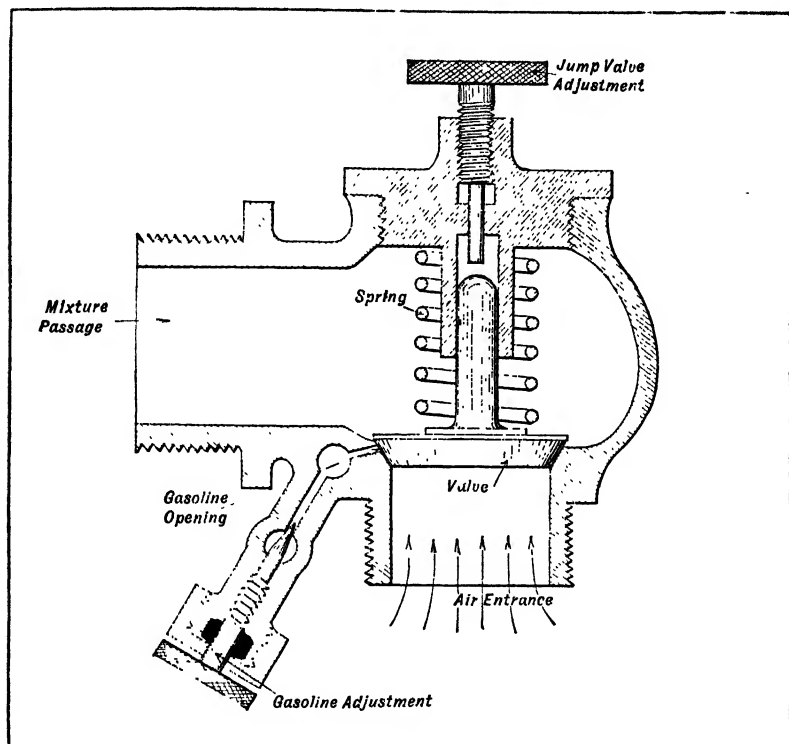 Jump Valve
Adjustment
Mixture
Passage
Spring
Valve
Gasoline
Opening
Air Entrance
Gasoline Adjustment